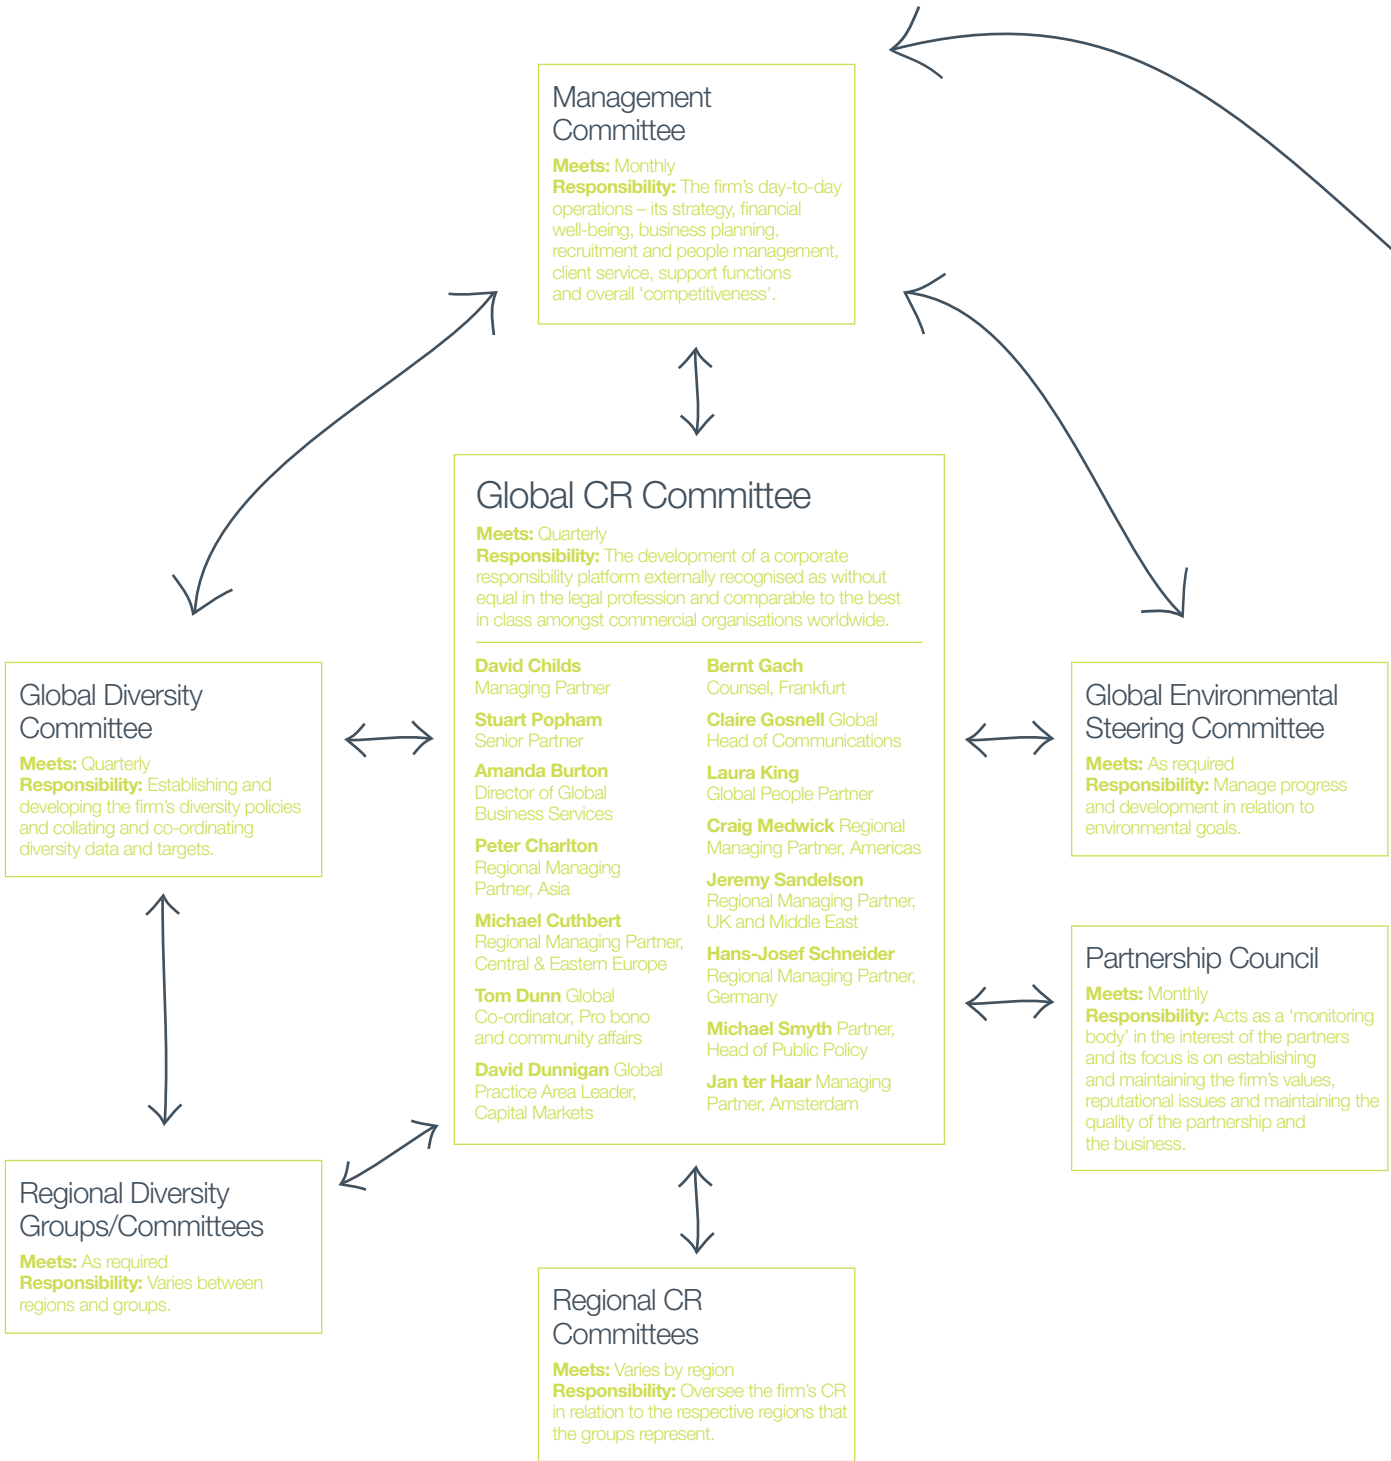 Management
Committee
Meets: Monthly
Responsibility: The firm's day-to-day
operations – its strategy, financial
well-being, business planning,
recruitment and people management,
client service, support functions
and overall 'competitiveness'.
Global CR Committee
Meets: Quarterly
Responsibility: The development of a corporate
responsibility platform externally recognised as without
equal in the legal profession and comparable to the best
in class amongst commercial organisations worldwide.
David Childs
Managing Partner
Stuart Popham
Senior Partner
Amanda Burton
Director of Global
Business Services
Peter Charlton
Regional Managing
Partner, Asia
Michael Cuthbert
Regional Managing Partner,
Central & Eastern Europe
Tom Dunn Global
Co-ordinator, Pro bono
and community affairs
David Dunnigan Global
Practice Area Leader,
Capital Markets
Bernt Gach
Counsel, Frankfurt
Claire Gosnell Global
Head of Communications
Laura King
Global People Partner
Craig Medwick Regional
Managing Partner, Americas
Jeremy Sandelson
Regional Managing Partner,
UK and Middle East
Hans-Josef Schneider
Regional Managing Partner,
Germany
Michael Smyth Partner,
Head of Public Policy
Jan ter Haar Managing
Partner, Amsterdam
Global Diversity
Committee
Meets: Quarterly
Responsibility: Establishing and
developing the firm's diversity policies
and collating and co-ordinating
diversity data and targets.
Global Environmental
Steering Committee
Meets: As required
Responsibility: Manage progress
and development in relation to
environmental goals.
Partnership Council
Meets: Monthly
Responsibility: Acts as a ‘monitoring
body’ in the interest of the partners
and its focus is on establishing
and maintaining the firm's values,
reputational issues and maintaining the
quality of the partnership and
the business.
Regional Diversity
Groups/Committees
Meets: As required
Responsibility: Varies between
regions and groups.
Regional CR
Committees
Meets: Varies by region
Responsibility: Oversee the firm's CR
in relation to the respective regions that
the groups represent.